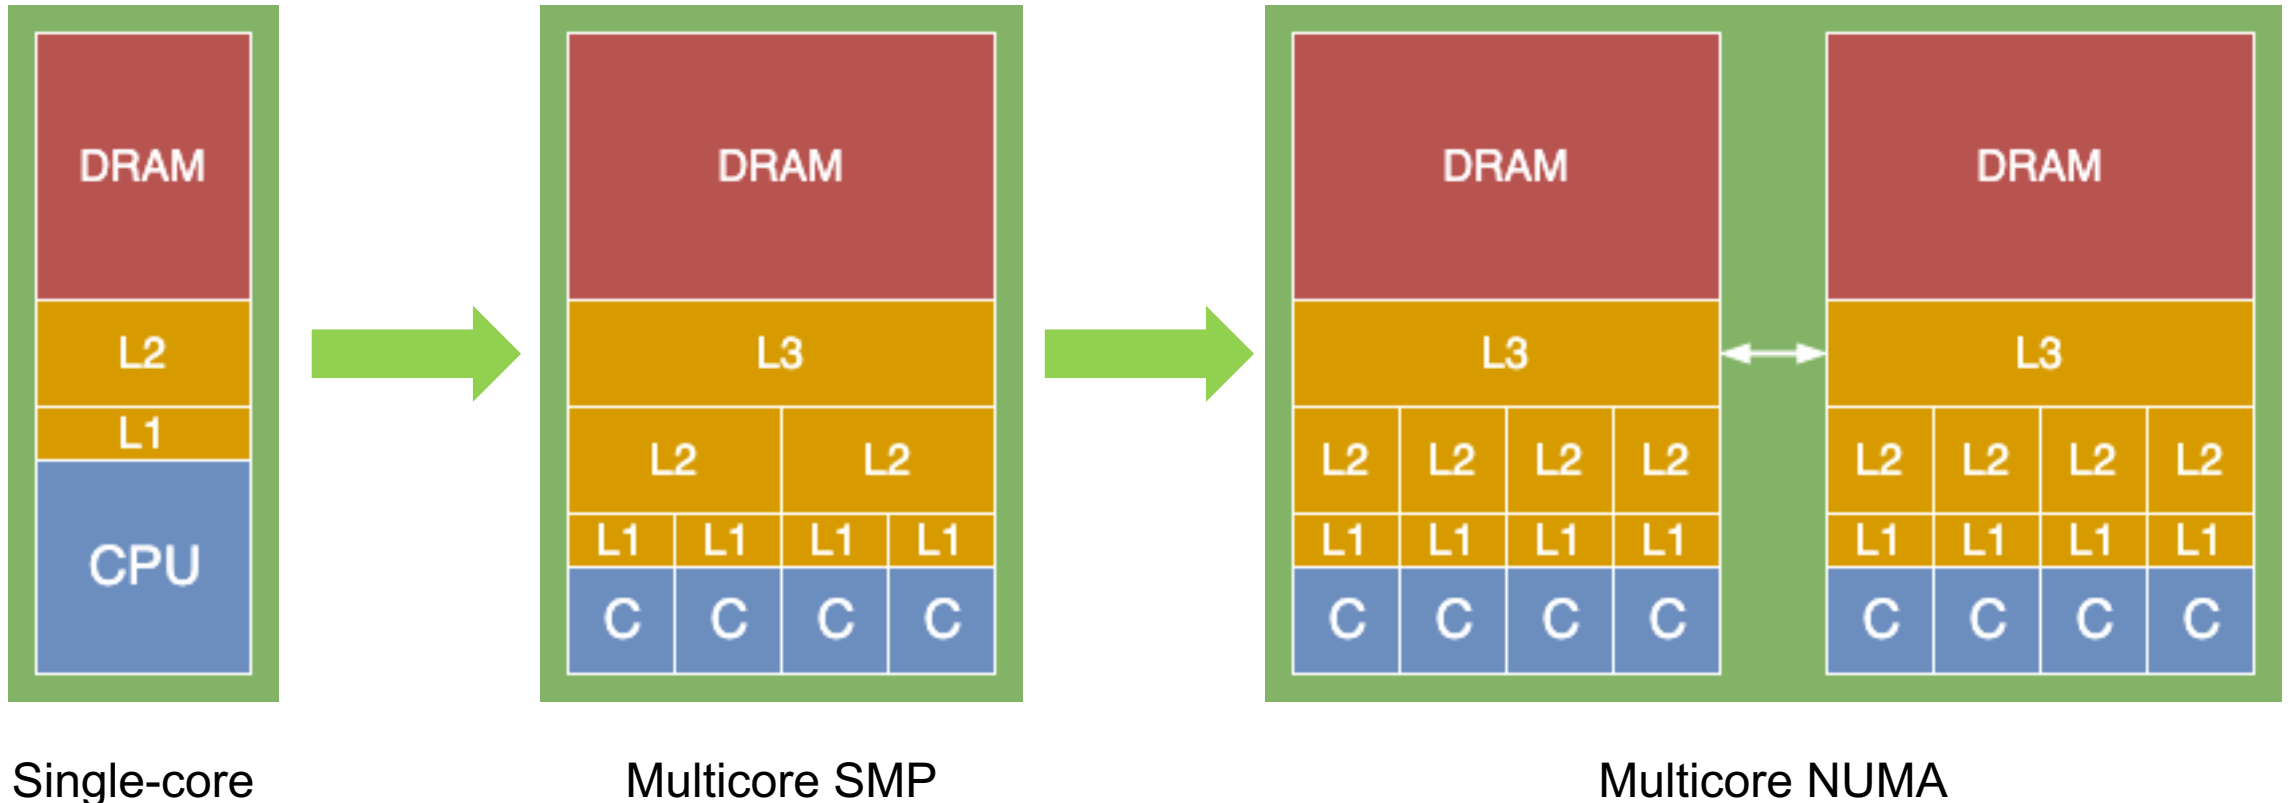 DRAM
L2
L1
CPU
Single-core
DRAM
L3
L2 L2
L1 L1 L1 L1
C C C C
Multicore SMP
DRAM DRAM
L3 L3
L2 L2 L2 L2 L2 L2 L2 L2
L1 L1 L1 L1 L1 L1 L1 L1
C C C C C C C C
Multicore NUMA